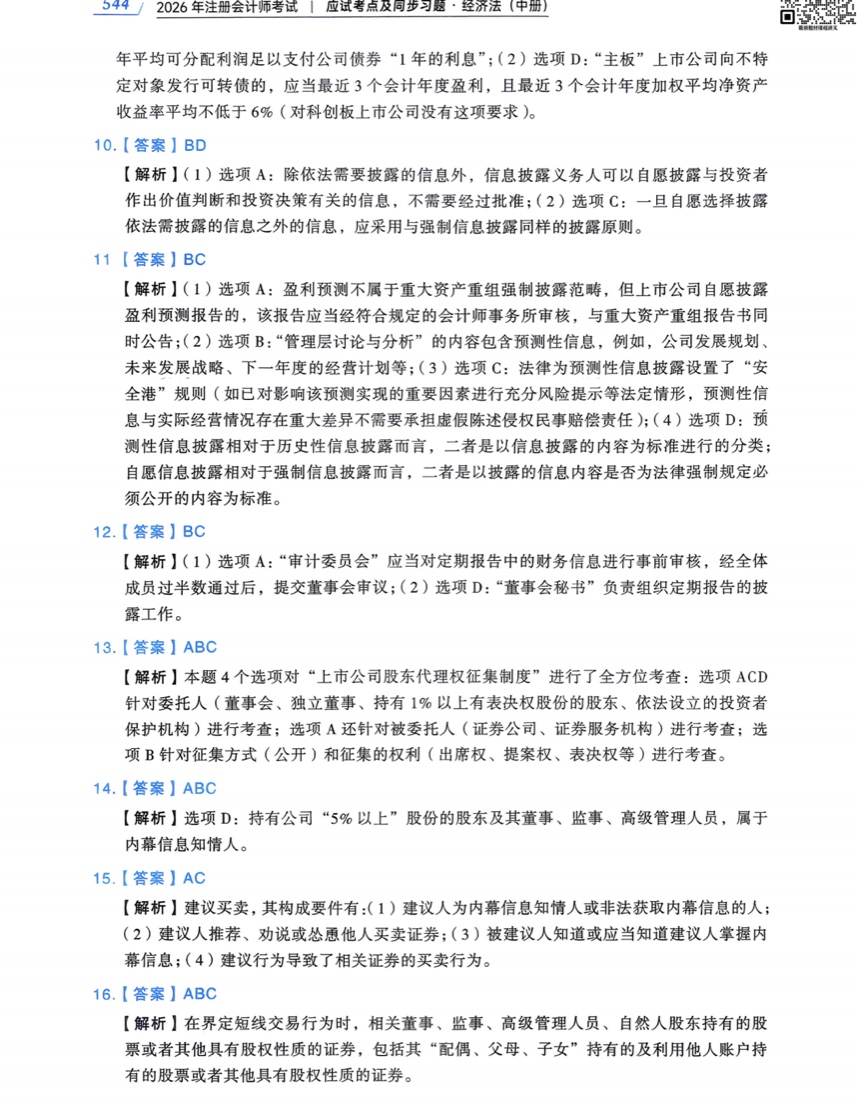 544 2026年注册会计师考试 | 应试考点及同步习题·经济法（中册）
年平均可分配利润足以支付公司债券“1年的利息”；（2）选项D：“主板”上市公司向不特
定对象发行可转债的，应当最近3个会计年度盈利，且最近3个会计年度加权平均净资产
收益率平均不低于6%（对科创板上市公司没有这项要求）。
10.【答案】BD
【解析】（1）选项A：除依法需要披露的信息外，信息披露义务人可以自愿披露与投资者
作出价值判断和投资决策有关的信息，不需要经过批准；（2）选项C：一旦自愿选择披露
依法需披露的信息之外的信息，应采用与强制信息披露同样的披露原则。
11【答案】BC
【解析】（1）选项A：盈利预测不属于重大资产重组强制披露范畴，但上市公司自愿披露
盈利预测报告的，该报告应当经符合规定的会计师事务所审核，与重大资产重组报告书同
时公告；（2）选项B：“管理层讨论与分析”的内容包含预测性信息，例如，公司发展规划、
未来发展战略、下一年度的经营计划等；（3）选项C：法律为预测性信息披露设置了“安
全港”规则（如已对影响该预测实现的重要因素进行充分风险提示等法定情形，预测性信
息与实际经营情况存在重大差异不需要承担虚假陈述侵权民事赔偿责任）；（4）选项D：预
测性信息披露相对于历史性信息披露而言，二者是以信息披露的内容为标准进行的分类；
自愿信息披露相对于强制信息披露而言，二者是以披露的信息内容是否为法律强制规定必
须公开的内容为标准。
12.【答案】BC
【解析】（1）选项A：“审计委员会”应当对定期报告中的财务信息进行事前审核，经全体
成员过半数通过后，提交董事会审议；（2）选项D：“董事会秘书”负责组织定期报告的披
露工作。
13.【答案】ABC
【解析】本题4个选项对“上市公司股东代理权征集制度”进行了全方位考查：选项ACD
针对委托人（董事会、独立董事、持有1%以上有表决权股份的股东、依法设立的投资者
保护机构）进行考查；选项A还针对被委托人（证券公司、证券服务机构）进行考查；选
项B针对征集方式（公开）和征集的权利（出席权、提案权、表决权等）进行考查。
14.【答案】ABC
【解析】选项D：持有公司“5%以上”股份的股东及其董事、监事、高级管理人员，属于
内幕信息知情人。
15.【答案】AC
【解析】建议买卖，其构成要件有：（1）建议人为内幕信息知情人或非法获取内幕信息的人；
（2）建议人推荐、劝说或怂恿他人买卖证券；（3）被建议人知道或应当知道建议人掌握内
幕信息；（4）建议行为导致了相关证券的买卖行为。
16.【答案】ABC
【解析】在界定短线交易行为时，相关董事、监事、高级管理人员、自然人股东持有的股
票或者其他具有股权性质的证券，包括其“配偶、父母、子女”持有的及利用他人账户持
有的股票或者其他具有股权性质的证券。